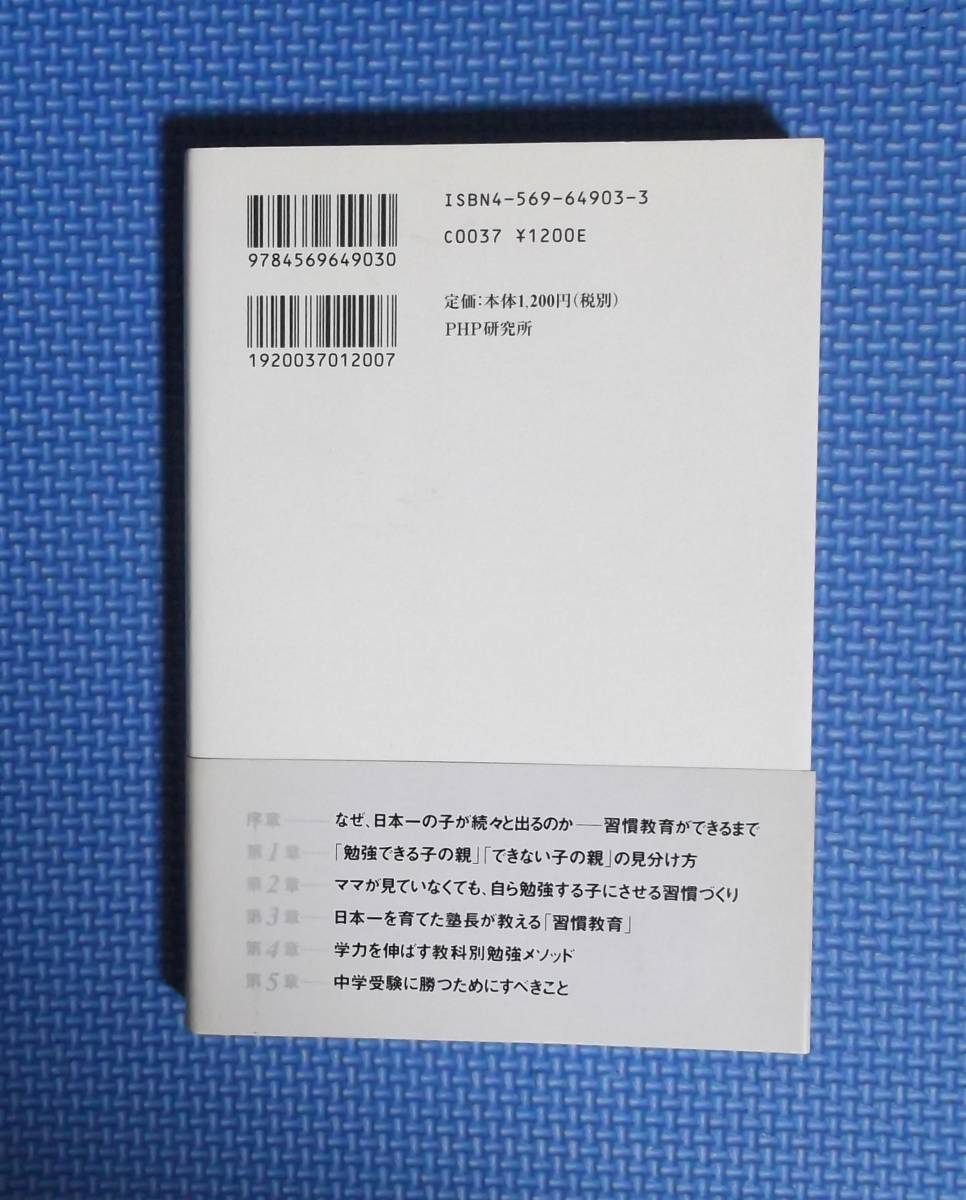 ISBN4-569-64903-3
C0037 ¥1200E
9784569649030
定価:本体1,200円(税別)
PHP研究所
1920037012007
序章 なぜ、日本一の子が続々と出るのか——習慣教育ができるまで
第1章 「勉強できる子の親」「できない子の親」の見分け方
第2章 ママが見ていなくても、自ら勉強する子にさせる習慣づくり
第3章 日本一を育てた塾長が教える「習慣教育」
第4章 学力を伸ばす教科別勉強メソッド
第5章 中学受験に勝つためにすべきこと